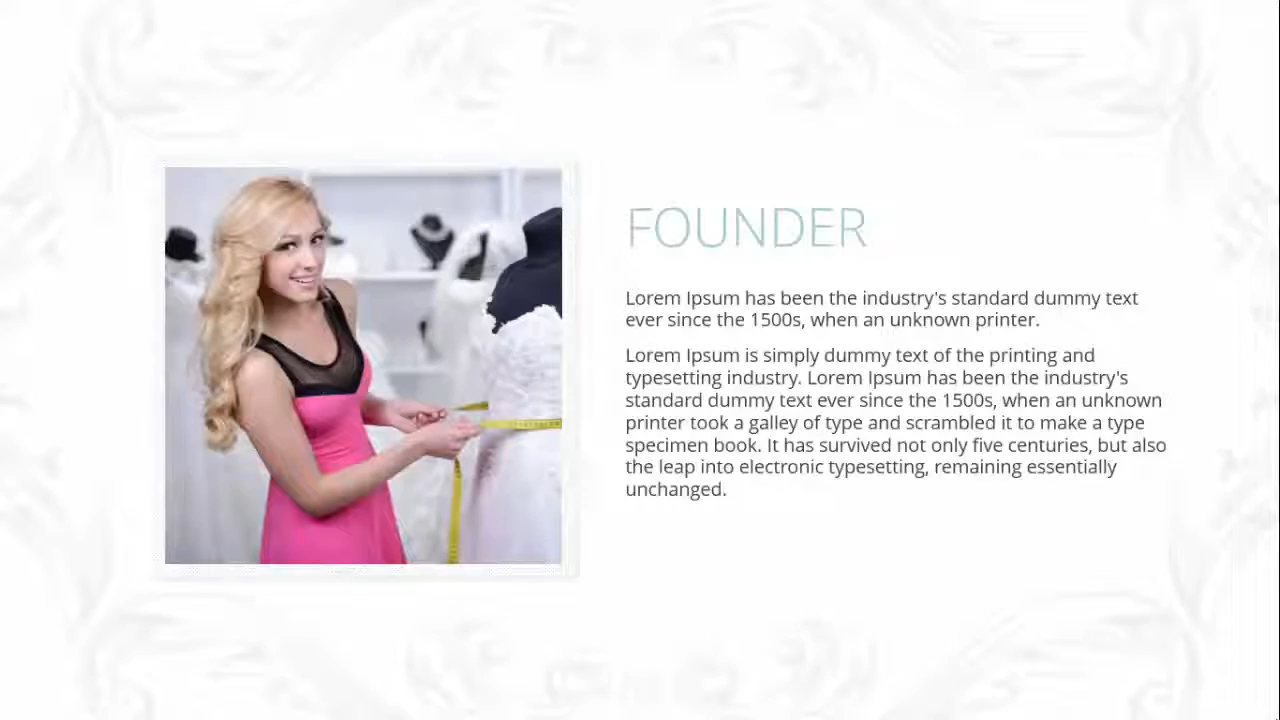 FOUNDER
Lorem Ipsum has been the industry's standard dummy text
ever since the 1500s, when an unknown printer.
Lorem Ipsum is simply dummy text of the printing and
typesetting industry. Lorem Ipsum has been the industry's
standard dummy text ever since the 1500s, when an unknown
printer took a galley of type and scrambled it to make a type
specimen book. It has survived not only five centuries, but also
the leap into electronic typesetting, remaining essentially
unchanged.